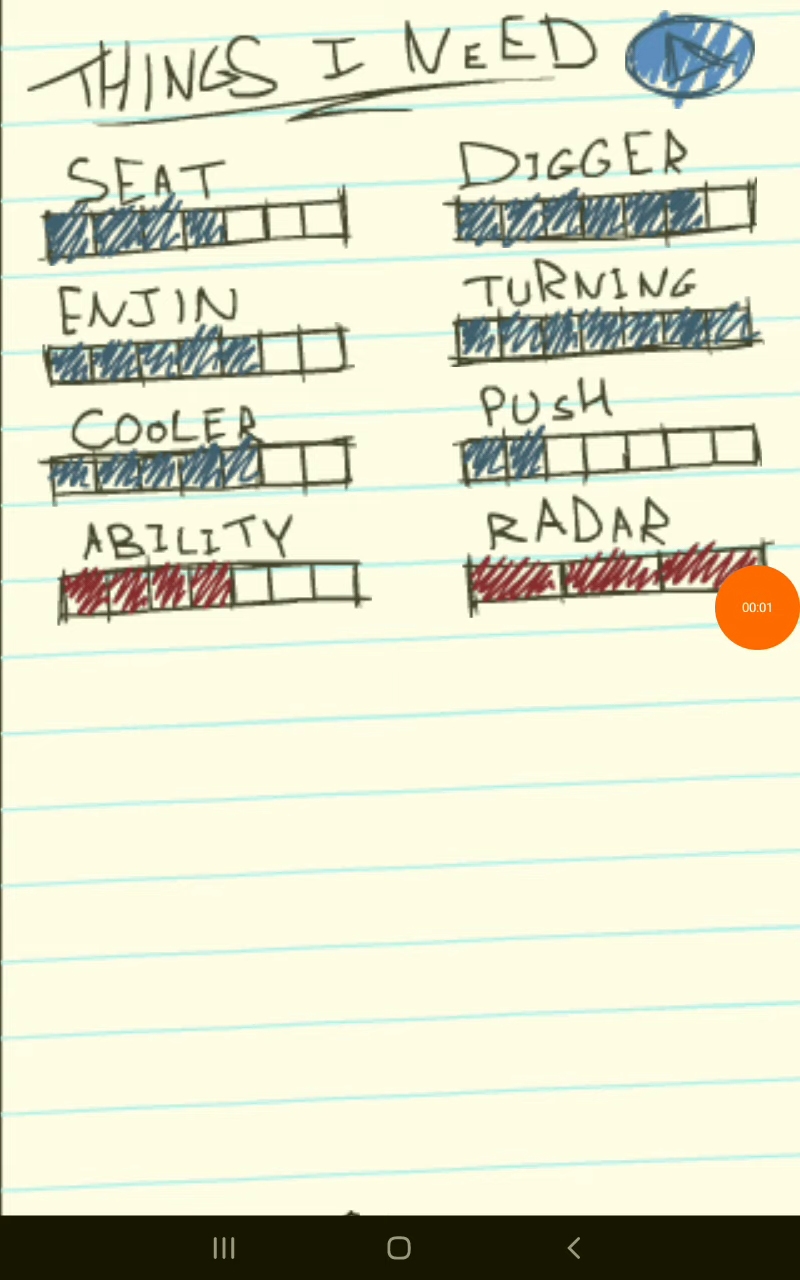 THINGS I NEED
SEAT DIGGER
ENJIN TURNING
COOLER PUSH
ABILITY RADAR
00:01